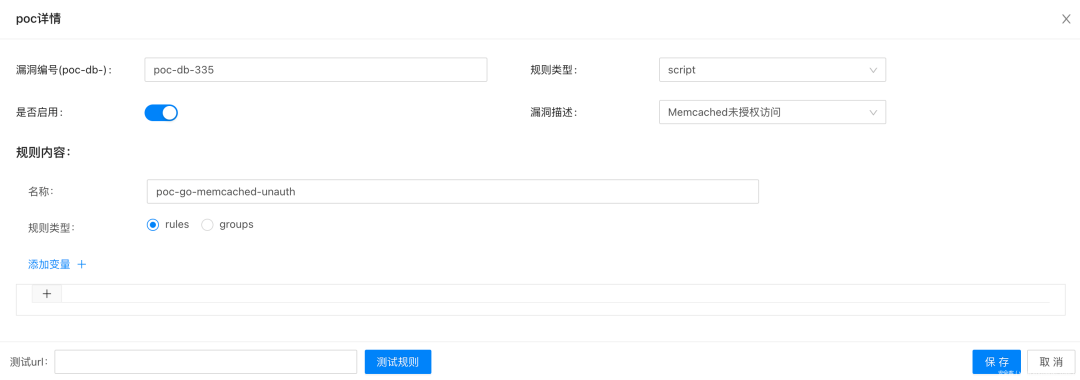 poc详情
漏洞编号(poc-db-): poc-db-335 规则类型: script
是否启用: 漏洞描述: Memcached未授权访问
规则内容:
名称: poc-go-memcached-unauth
规则类型: rules groups
添加变量 +
+
测试url: 测试规则 保 存 取 消